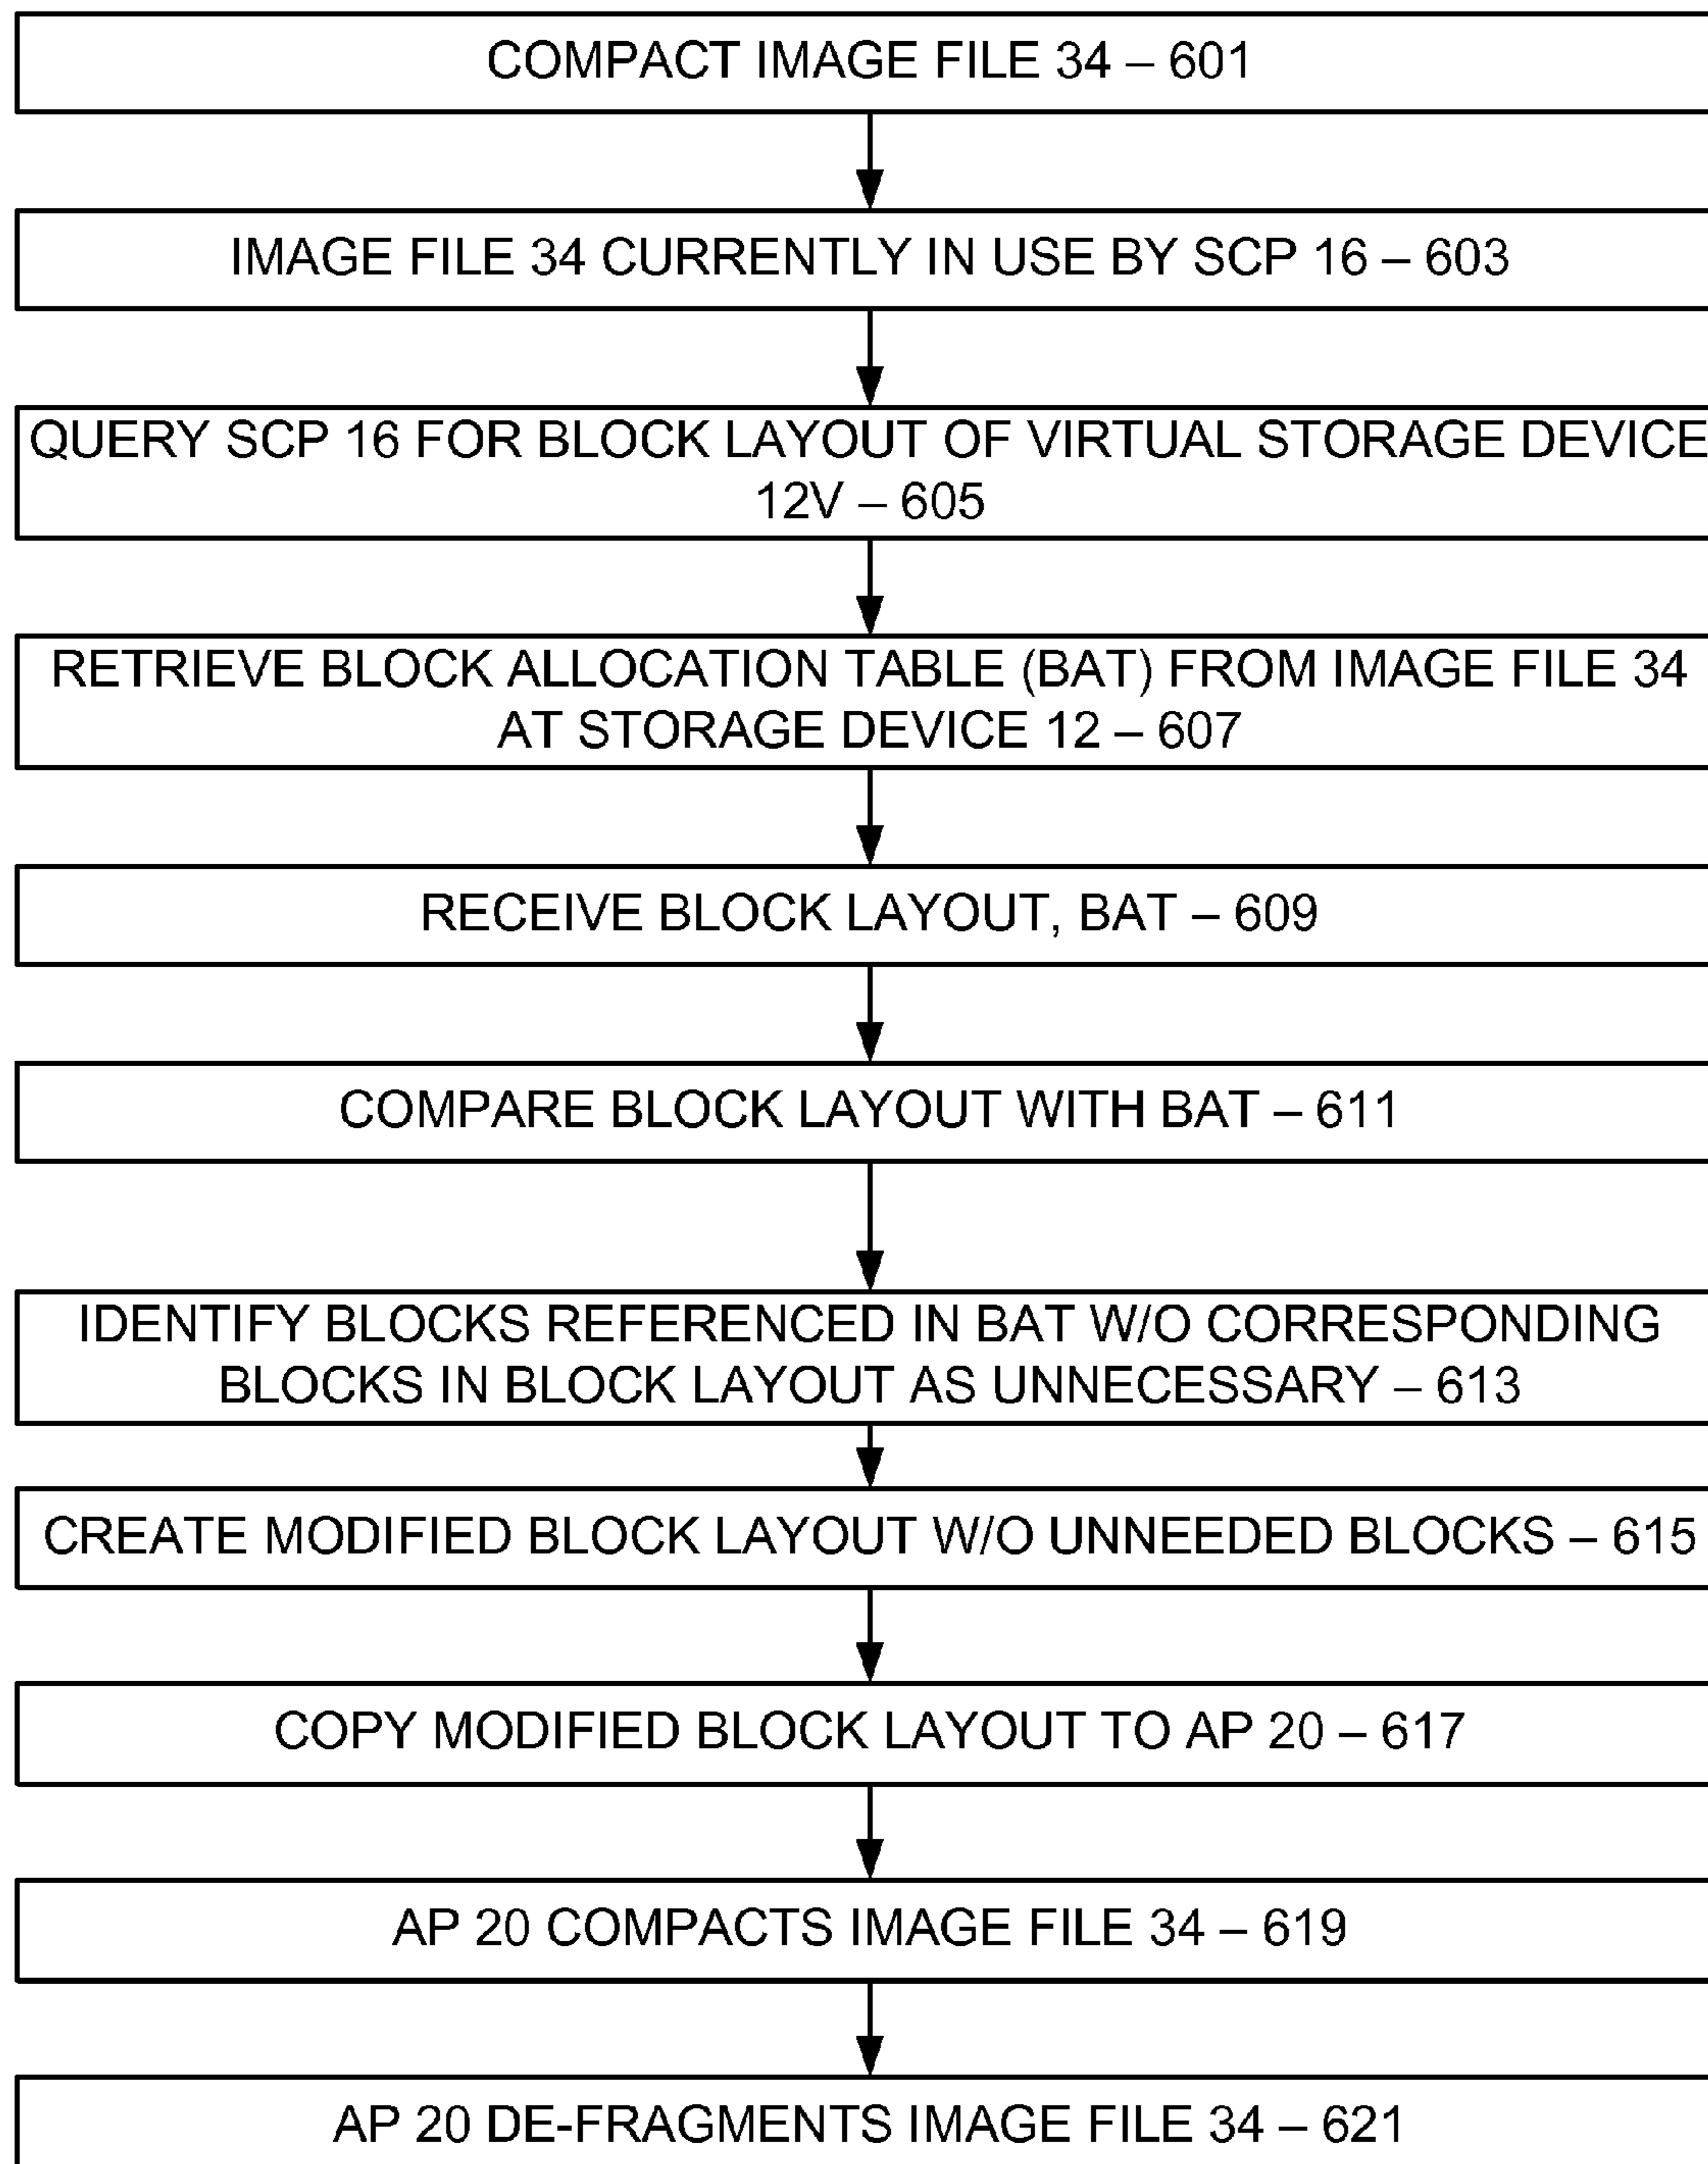 COMPACT IMAGE FILE 34 – 601
IMAGE FILE 34 CURRENTLY IN USE BY SCP 16 – 603
QUERY SCP 16 FOR BLOCK LAYOUT OF VIRTUAL STORAGE DEVICE
12V – 605
RETRIEVE BLOCK ALLOCATION TABLE (BAT) FROM IMAGE FILE 34
AT STORAGE DEVICE 12 – 607
RECEIVE BLOCK LAYOUT, BAT – 609
COMPARE BLOCK LAYOUT WITH BAT – 611
IDENTIFY BLOCKS REFERENCED IN BAT W/O CORRESPONDING
BLOCKS IN BLOCK LAYOUT AS UNNECESSARY – 613
CREATE MODIFIED BLOCK LAYOUT W/O UNNEEDED BLOCKS – 615
COPY MODIFIED BLOCK LAYOUT TO AP 20 – 617
AP 20 COMPACTS IMAGE FILE 34 – 619
AP 20 DE-FRAGMENTS IMAGE FILE 34 – 621